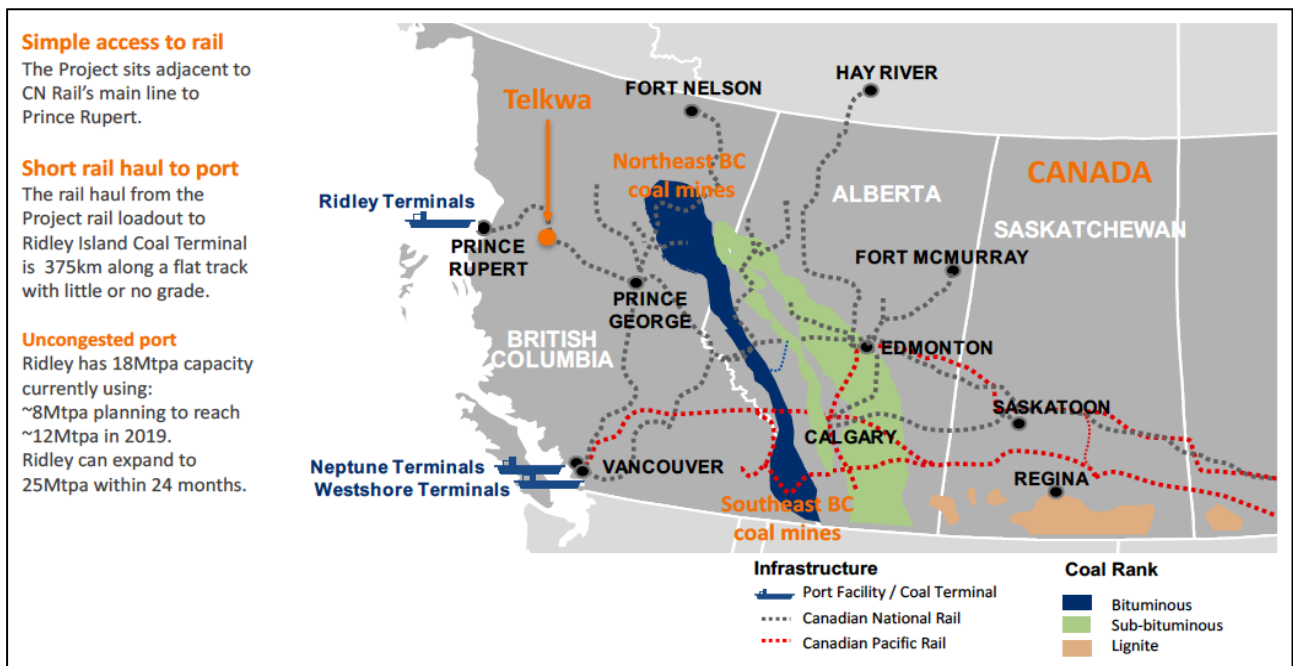 Simple access to rail
The Project sits adjacent to
CN Rail's main line to
Prince Rupert.
Short rail haul to port
The rail haul from the
Project rail loadout to
Ridley Island Coal Terminal
is 375km along a flat track
with little or no grade.
Uncongested port
Ridley has 18Mtpa capacity
currently using:
~8Mtpa planning to reach
~12Mtpa in 2019.
Ridley can expand to
25Mtpa within 24 months.
HAY RIVER
FORT NELSON
Telkwa
Northeast BC
coal mines
CANADA
ALBERTA
Ridley Terminals
SASKATCHEWAN
PRINCE
RUPERT
FORT MCMURRAY
PRINCE
GEORGE
BRITISH
COLUMBIA
EDMONTON
SASKATOON
CALGARY
Neptune Terminals
VANCOUVER
Westshore Terminals
REGINA
Southeast BC
coal mines
Infrastructure
Port Facility / Coal Terminal
Canadian National Rail
Canadian Pacific Rail
Coal Rank
Bituminous
Sub-bituminous
Lignite